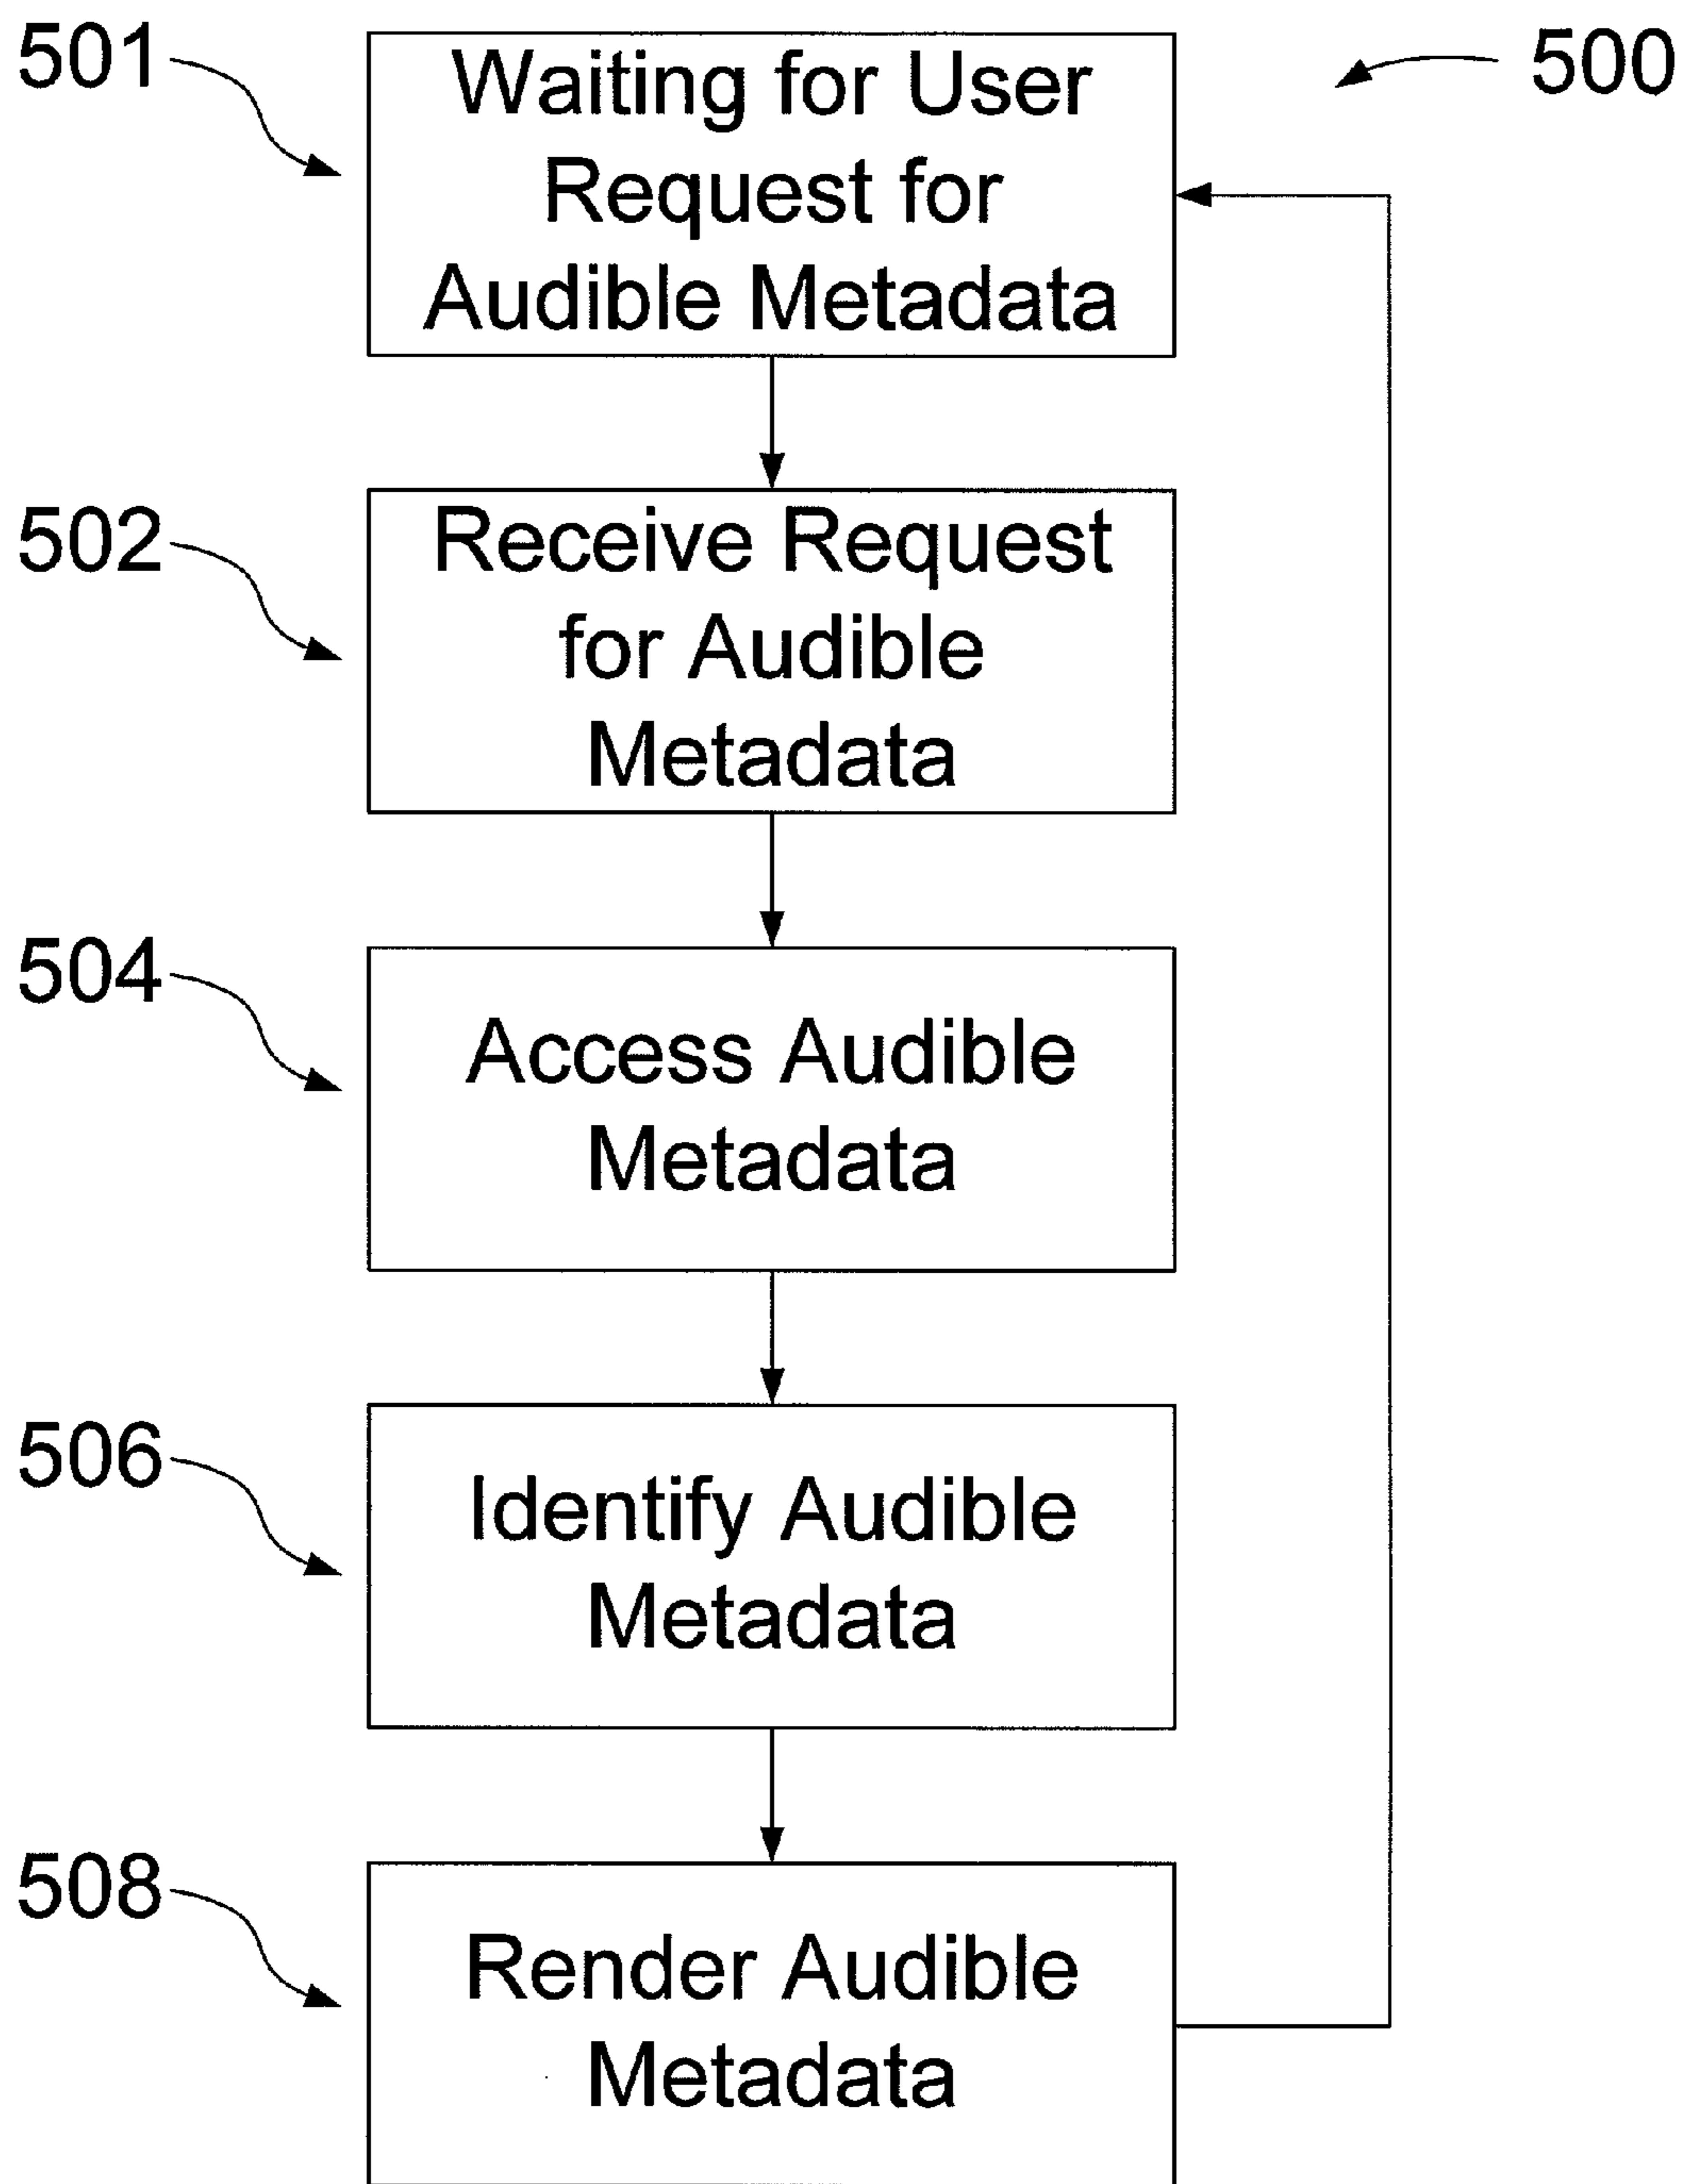 501
Waiting for User
Request for
Audible Metadata
500
502
Receive Request
for Audible
Metadata
504
Access Audible
Metadata
506
Identify Audible
Metadata
508
Render Audible
Metadata